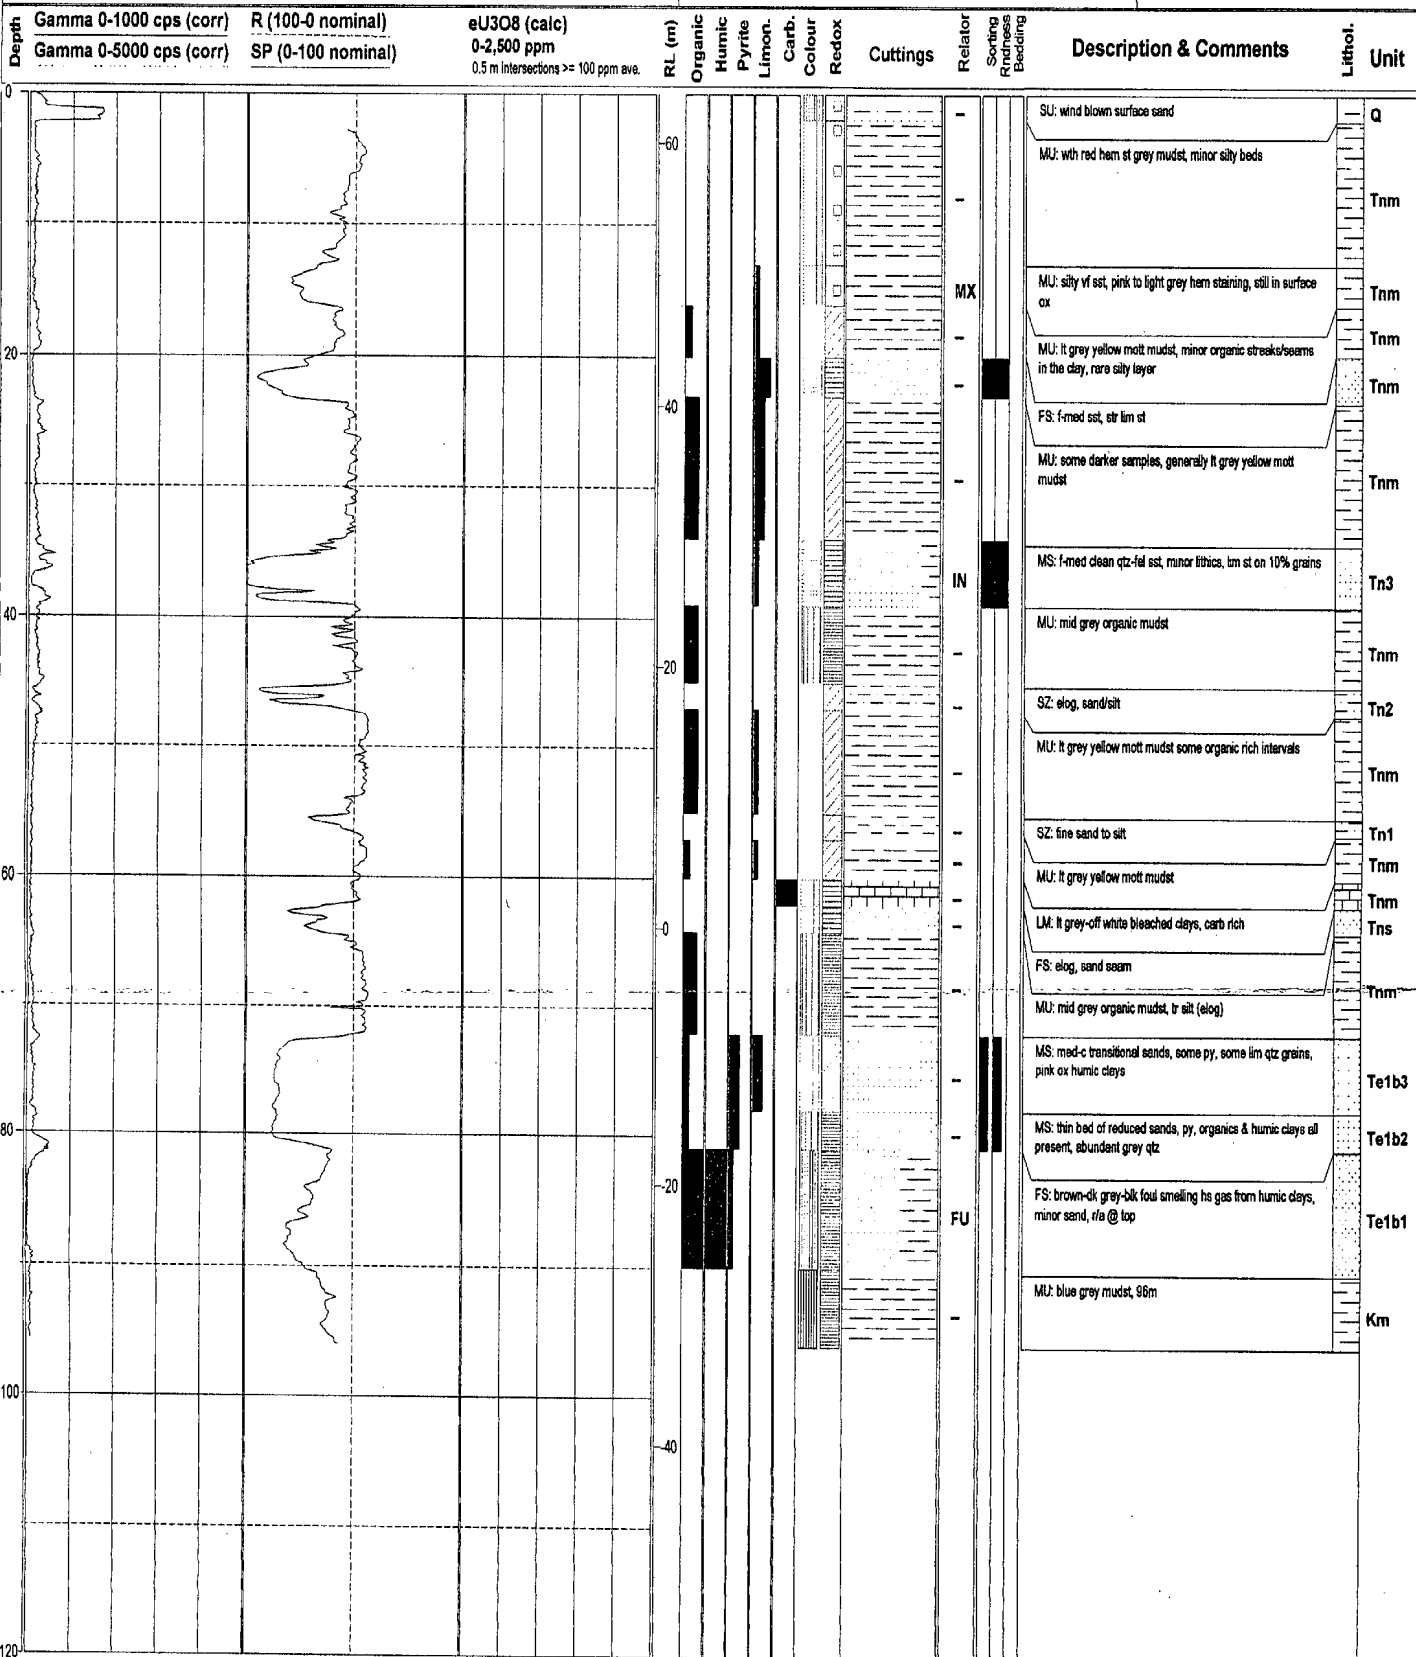 Depth
Gamma 0-1000 cps (corr)
Gamma 0-5000 cps (corr)
R (100-0 nominal)
SP (0-100 nominal)
eU3O8 (calc)
0-2,500 ppm
0.5 m intersections >= 100 ppm ave.
RL (m)
Organic
Humic
Pyrite
Limon.
Carb.
Colour
Redox
Cuttings
Relator
Sorting
Rndness
Bedding
Description & Comments
Lithol.
Unit
0
20
40
60
80
100
120
60
40
20
0
-20
-40
MX
IN
FU
SU: wind blown surface sand
Q
MU: wth red hem st grey mudst, minor silty beds
Tnm
MU: silty vf sst, pink to light grey hem staining, still in surface
ox
Tnm
Tnm
MU: lt grey yellow mott mudst, minor organic streaks/seams
in the clay, rare silty layer
Tnm
FS: f-med sst, str lim st
MU: some darker samples, generally lt grey yellow mott
mudst
Tnm
MS: f-med clean qtz-fel sst, minor lithics, lim st on 10% grains
Tn3
MU: mid grey organic mudst
Tnm
SZ: elog, sand/silt
Tn2
MU: lt grey yellow mott mudst some organic rich intervals
Tnm
SZ: fine sand to silt
Tn1
Tnm
MU: lt grey yellow mott mudst
Tnm
LM: lt grey-off white bleached clays, carb rich
Tns
FS: elog, sand seam
Tnm
MU: mid grey organic mudst, tr silt (elog)
MS: med-c transitional sands, some py, some lim qtz grains,
pink ox humic clays
Te1b3
MS: thin bed of reduced sands, py, organics & humic clays all
present, abundant grey qtz
Te1b2
FS: brown-dk grey-blk foul smelling hs gas from humic clays,
minor sand, r/a @ top
Te1b1
MU: blue grey mudst, 96m
Km